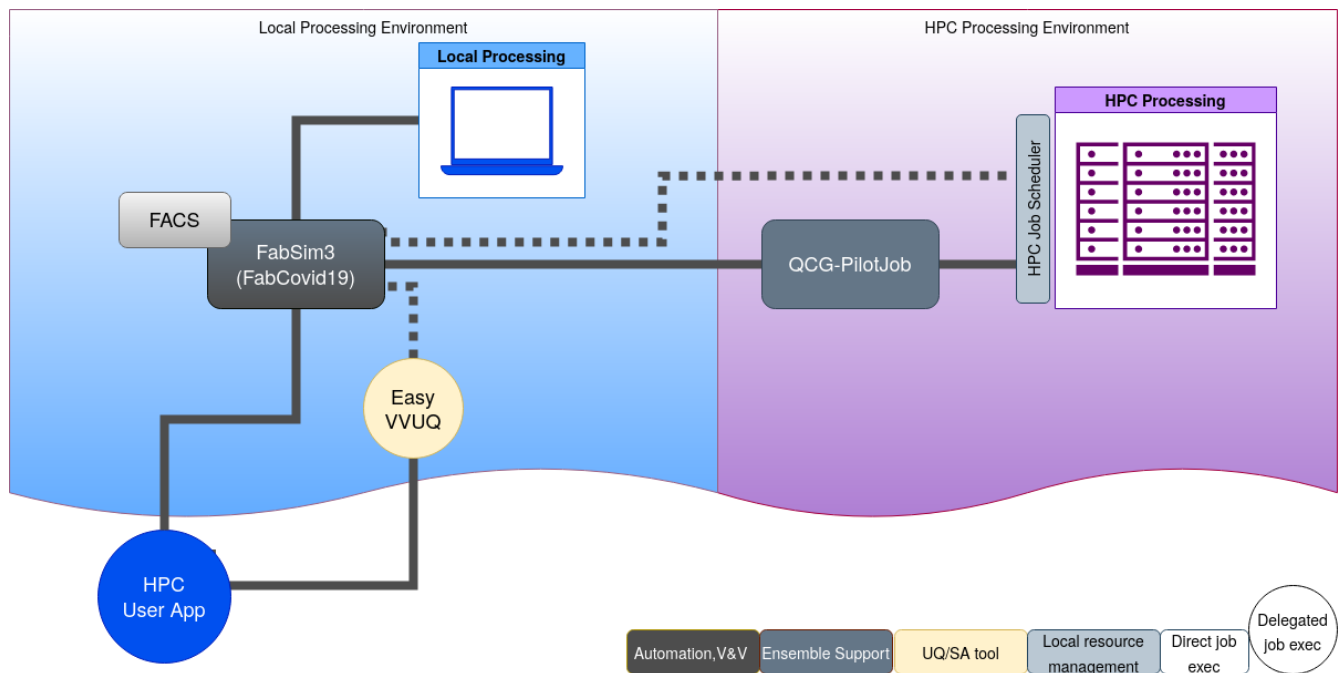 Local Processing Environment
HPC Processing Environment
Local Processing
HPC Processing
HPC Job Scheduler
FACS
FabSim3
(FabCovid19)
QCG-PilotJob
Easy
VVUQ
HPC
User App
Automation,V&V
Ensemble Support
UQ/SA tool
Local resource
management
Direct job
exec
Delegated
job exec